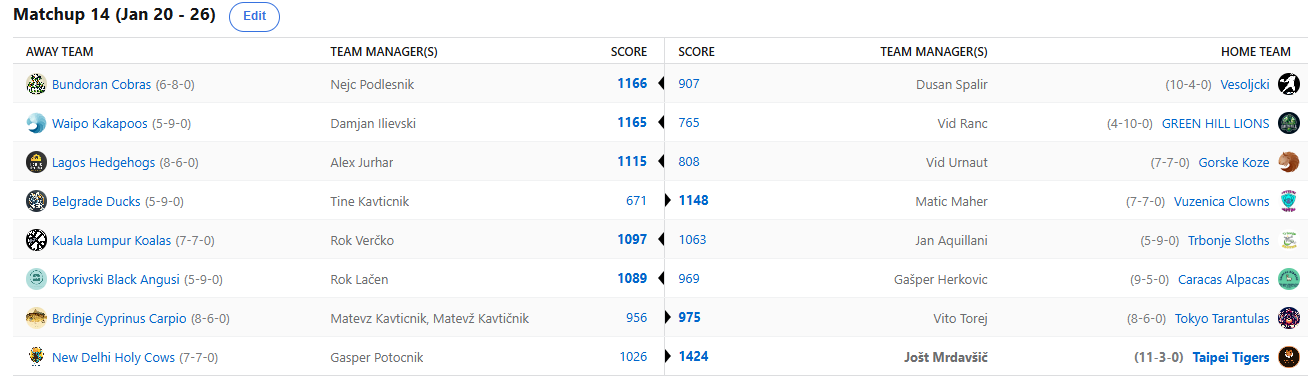 Matchup 14 (Jan 20 - 26) Edit
AWAY TEAM TEAM MANAGER(S) SCORE SCORE TEAM MANAGER(S) HOME TEAM
Bundoran Cobras (6-8-0) Nejc Podlesnik 1166 907 Dusan Spalir (10-4-0) Vesoljcki
Waipo Kakapoos (5-9-0) Damjan Ilievski 1165 765 Vid Ranc (4-10-0) GREEN HILL LIONS
Lagos Hedgehogs (8-6-0) Alex Jurhar 1115 808 Vid Urnaut (7-7-0) Gorske Koze
Belgrade Ducks (5-9-0) Tine Kavticnik 671 1148 Matic Maher (7-7-0) Vuzenica Clowns
Kuala Lumpur Koalas (7-7-0) Rok Verčko 1097 1063 Jan Aquillani (5-9-0) Trbonje Sloths
Koprivski Black Angusi (5-9-0) Rok Lačen 1089 969 Gašper Herkovic (9-5-0) Caracas Alpacas
Brdinje Cyprinus Carpio (8-6-0) Matevz Kavticnik, Matevž Kavtičnik 956 975 Vito Torej (8-6-0) Tokyo Tarantulas
New Delhi Holy Cows (7-7-0) Gasper Potocnik 1026 1424 Jošt Mrdavšič (11-3-0) Taipei Tigers